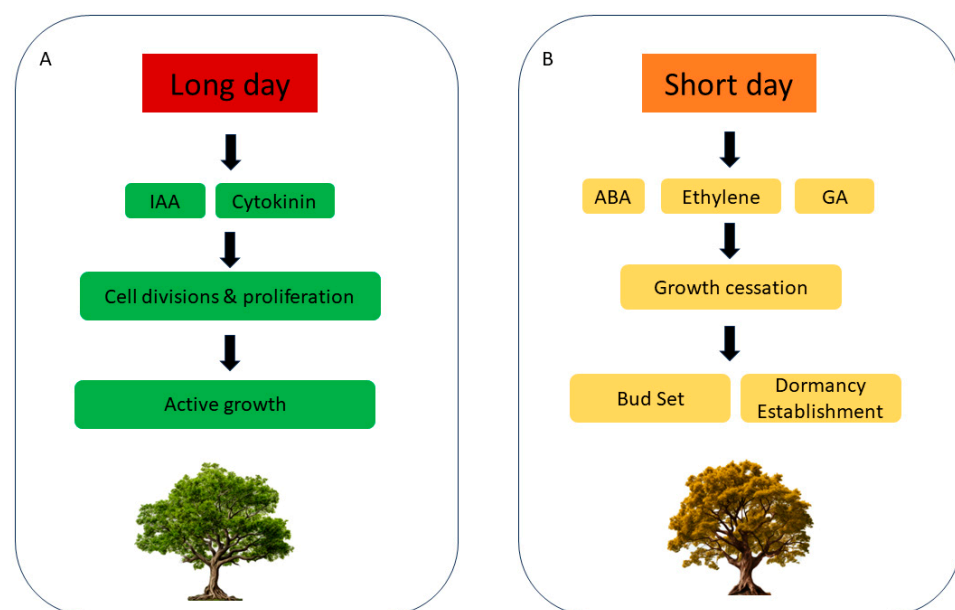 A
Long day
IAA
Cytokinin
Cell divisions & proliferation
Active growth
B
Short day
ABA
Ethylene
GA
Growth cessation
Bud Set
Dormancy
Establishment